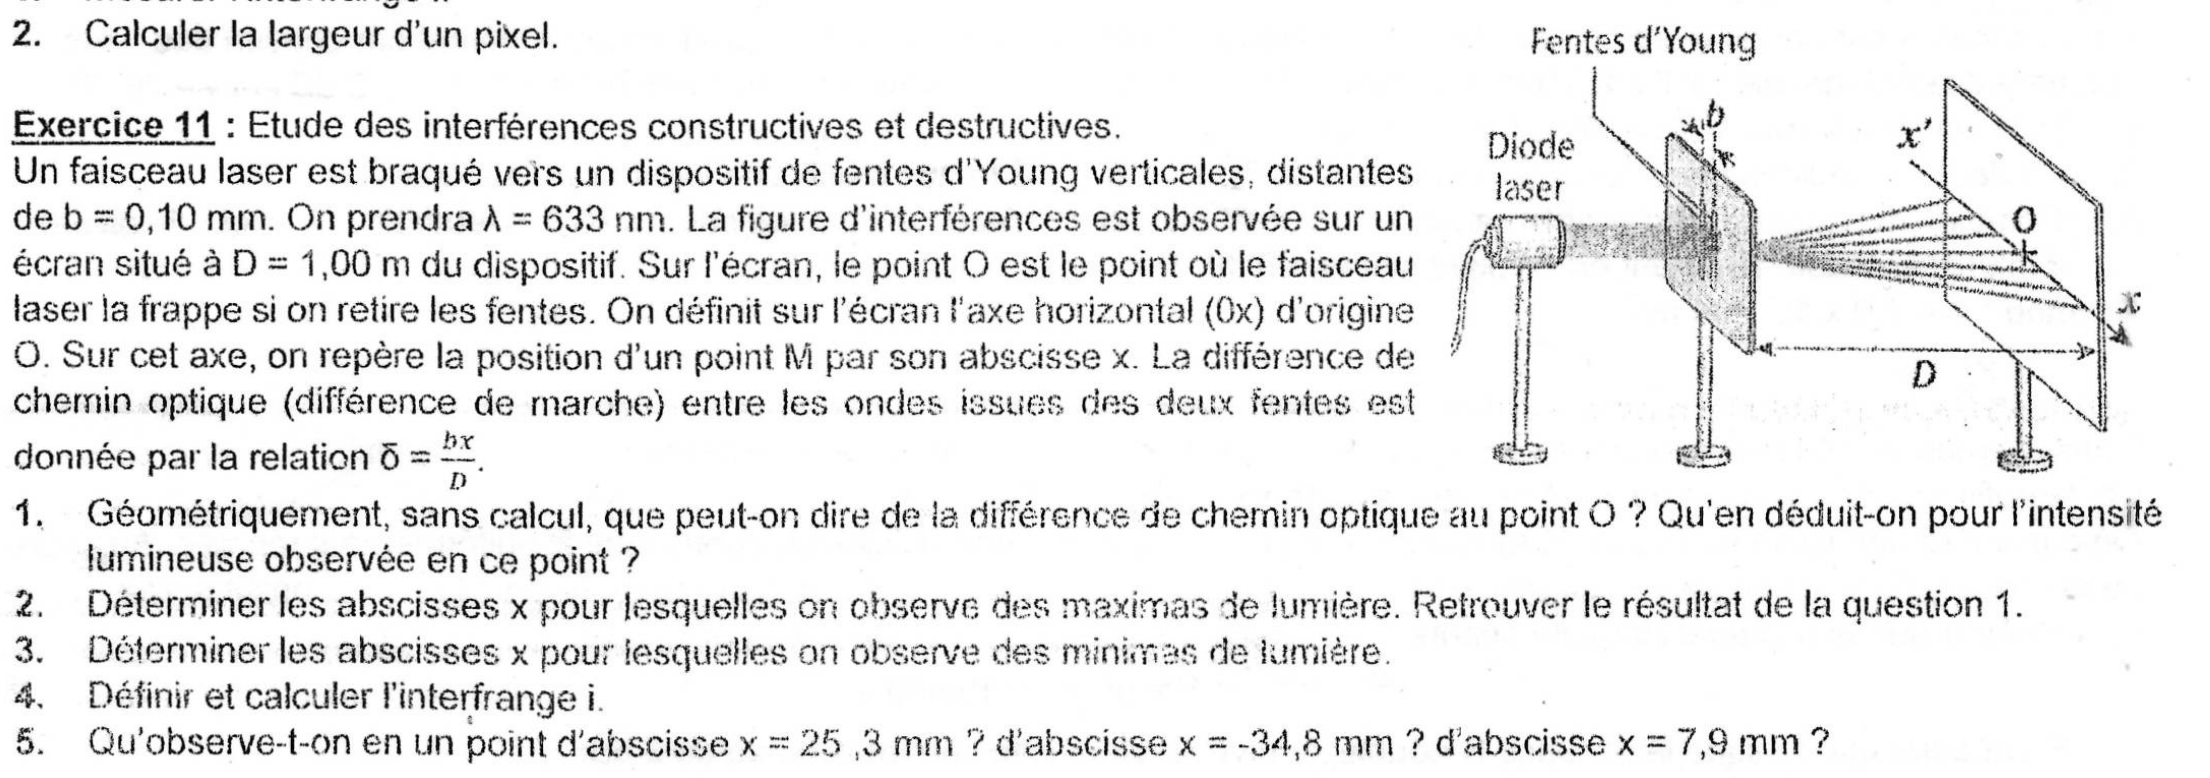 2. Calculer la largeur d'un pixel.
Exercice 11 : Etude des interférences constructives et destructives.
Un faisceau laser est braqué vers un dispositif de fentes d'Young verticales, distantes
de b = 0,10 mm. On prendra λ = 633 nm. La figure d'interférences est observée sur un
écran situé à D = 1,00 m du dispositif. Sur l'écran, le point O est le point où le faisceau
laser la frappe si on retire les fentes. On définit sur l'écran l'axe horizontal (0x) d'origine
O. Sur cet axe, on repère la position d'un point M par son abscisse x. La différence de
chemin optique (différence de marche) entre les ondes issues des deux fentes est
donnée par la relation δ = bx/D.
Fentes d'Young
b
Diode
laser
x'
O
x
D
1. Géométriquement, sans calcul, que peut-on dire de la différence de chemin optique au point O ? Qu'en déduit-on pour l'intensité
lumineuse observée en ce point ?
2. Déterminer les abscisses x pour lesquelles on observe des maximas de lumière. Retrouver le résultat de la question 1.
3. Déterminer les abscisses x pour lesquelles on observe des minimas de lumière.
4. Définir et calculer l'interfrange i.
5. Qu'observe-t-on en un point d'abscisse x = 25 ,3 mm ? d'abscisse x = -34,8 mm ? d'abscisse x = 7,9 mm ?